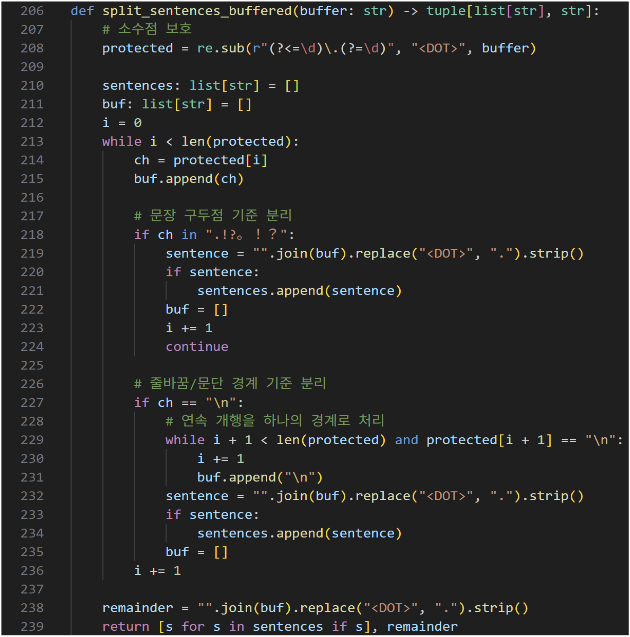 206 def split_sentences_buffered(buffer: str) -> tuple[list[str], str]:
207     # 소수점 보호
208     protected = re.sub(r"(?<=\d)\.(?=\d)", "<DOT>", buffer)
209
210     sentences: list[str] = []
211     buf: list[str] = []
212     i = 0
213     while i < len(protected):
214         ch = protected[i]
215         buf.append(ch)
216
217         # 문장 구두점 기준 분리
218         if ch in ".!?。！？":
219             sentence = "".join(buf).replace("<DOT>", ".").strip()
220             if sentence:
221                 sentences.append(sentence)
222             buf = []
223             i += 1
224             continue
225
226         # 줄바꿈/문단 경계 기준 분리
227         if ch == "\n":
228             # 연속 개행을 하나의 경계로 처리
229             while i + 1 < len(protected) and protected[i + 1] == "\n":
230                 i += 1
231                 buf.append("\n")
232             sentence = "".join(buf).replace("<DOT>", ".").strip()
233             if sentence:
234                 sentences.append(sentence)
235             buf = []
236         i += 1
237
238     remainder = "".join(buf).replace("<DOT>", ".").strip()
239     return [s for s in sentences if s], remainder